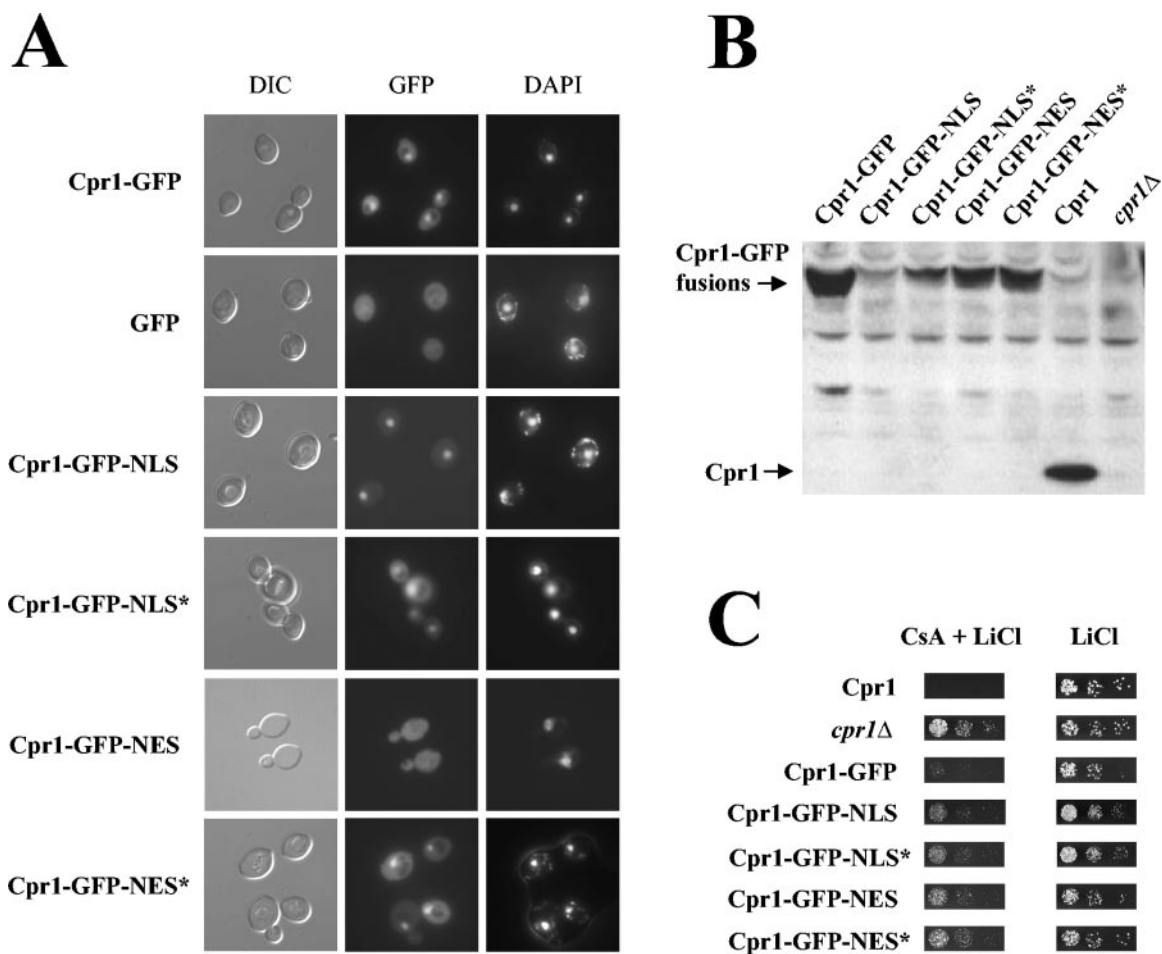 A
DIC GFP DAPI
Cpr1-GFP
GFP
Cpr1-GFP-NLS
Cpr1-GFP-NLS*
Cpr1-GFP-NES
Cpr1-GFP-NES*
B
Cpr1-GFP
Cpr1-GFP-NLS
Cpr1-GFP-NLS*
Cpr1-GFP-NES
Cpr1-GFP-NES*
Cpr1
cpr1Δ
Cpr1-GFP
fusions →
Cpr1 →
C
CsA + LiCl LiCl
Cpr1
cpr1Δ
Cpr1-GFP
Cpr1-GFP-NLS
Cpr1-GFP-NLS*
Cpr1-GFP-NES
Cpr1-GFP-NES*